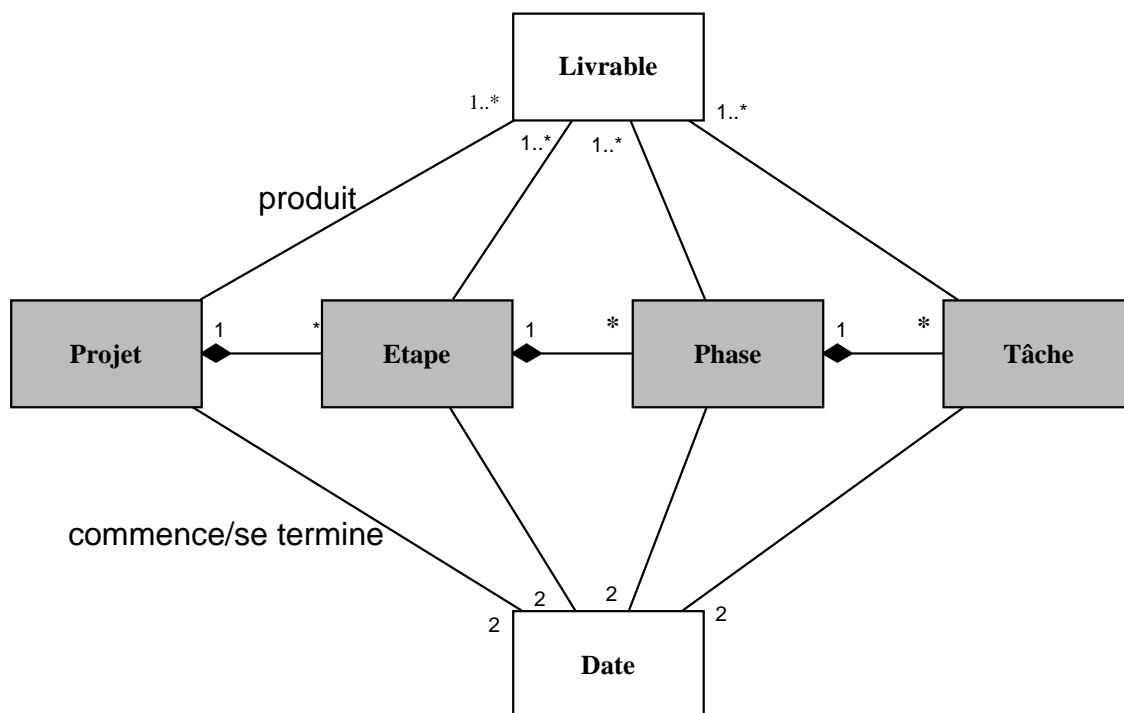 Livrable
1..*
1..*
1..*
1..*
produit
1
*
1
*
1
*
Projet
Etape
Phase
Tâche
commence/se termine
2
2
2
2
Date